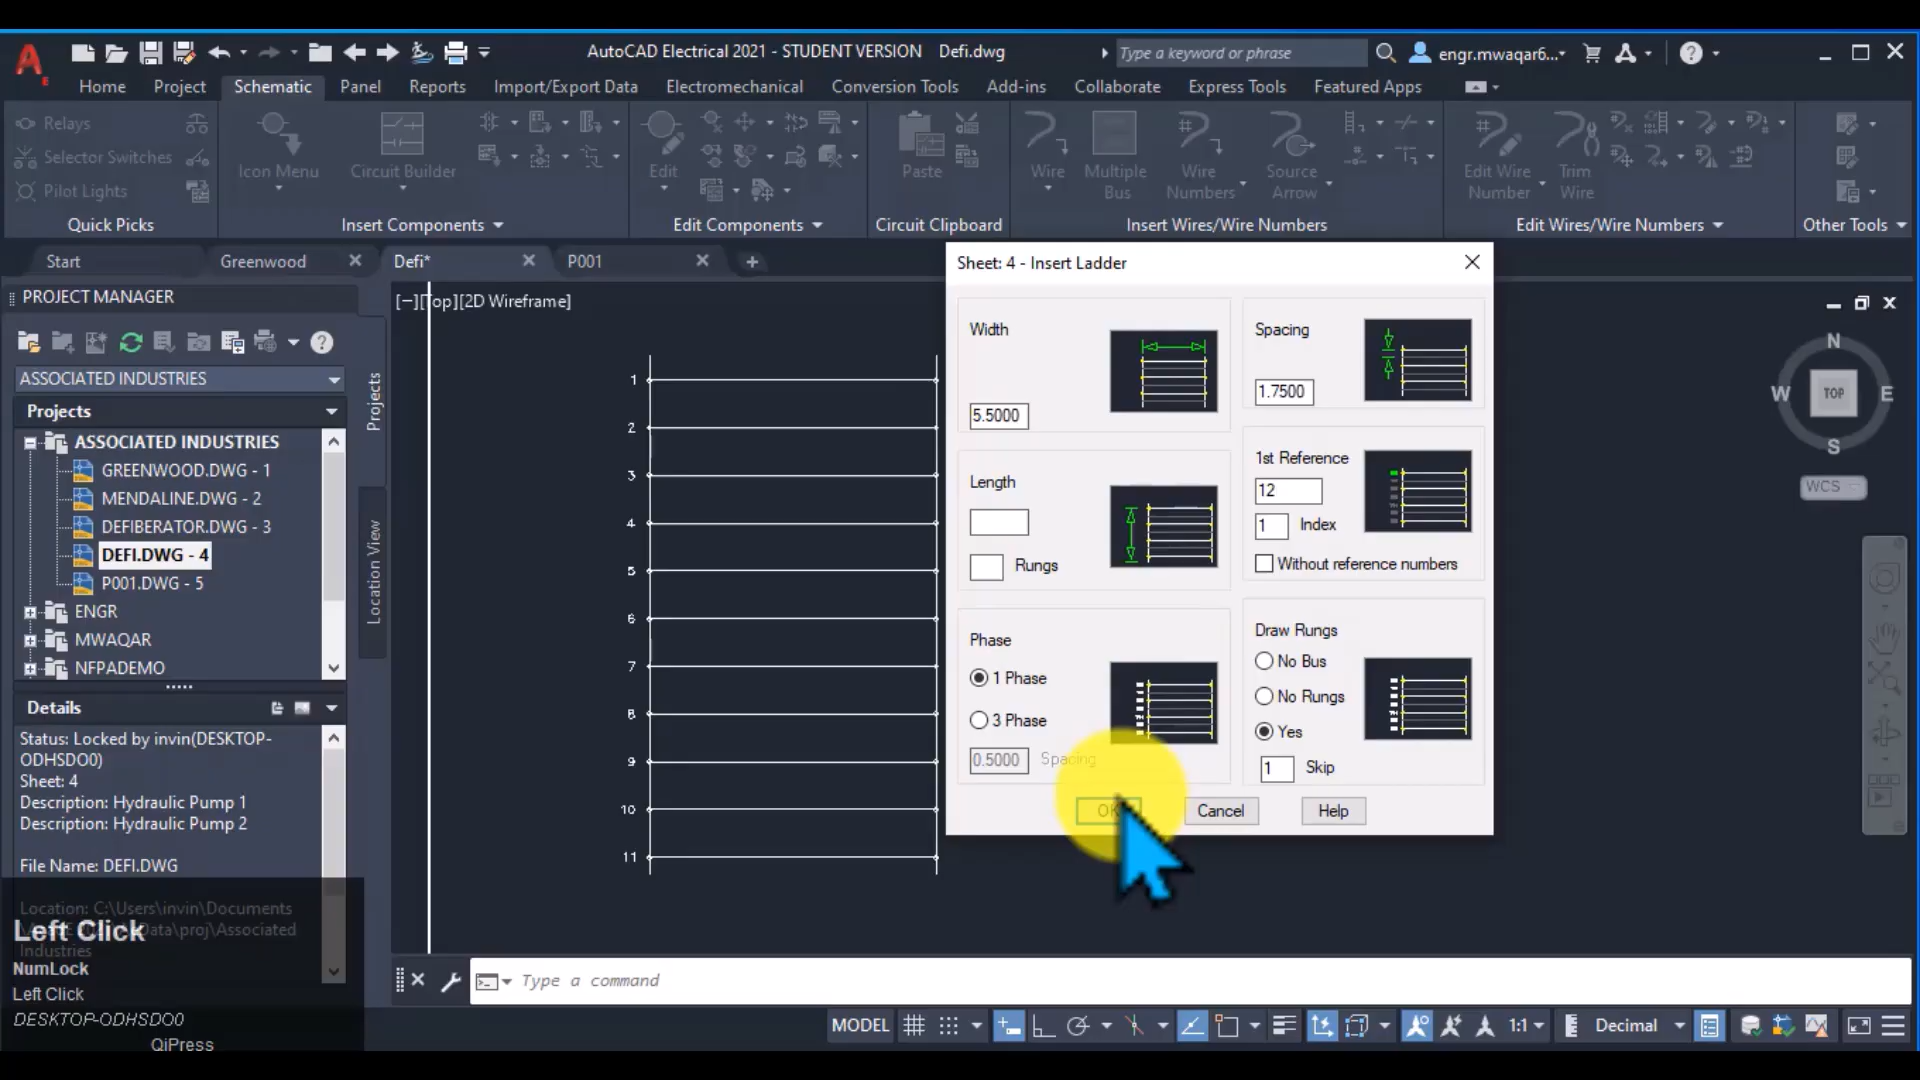 AutoCAD Electrical 2021 - STUDENT VERSION Defi.dwg
Type a keyword or phrase
engr.mwaqar6...
Home Project Schematic Panel Reports Import/Export Data Electromechanical Conversion Tools Add-ins Collaborate Express Tools Featured Apps
Relays
Selector Switches
Pilot Lights
Quick Picks
Icon Menu
Circuit Builder
Insert Components
Edit
Edit Components
Paste
Circuit Clipboard
Wire
Multiple Bus
Wire Numbers
Source Arrow
Insert Wires/Wire Numbers
Edit Wire Number
Trim Wire
Edit Wires/Wire Numbers
Other Tools
Start Greenwood Defi* P001
PROJECT MANAGER
ASSOCIATED INDUSTRIES
Projects
ASSOCIATED INDUSTRIES
GREENWOOD.DWG - 1
MENDALINE.DWG - 2
DEFIBERATOR.DWG - 3
DEFI.DWG - 4
P001.DWG - 5
ENGR
MWAQAR
NFPADEMO
Projects
Location View
Details
Status: Locked by invin(DESKTOP-
ODHSDO0)
Sheet: 4
Description: Hydraulic Pump 1
Description: Hydraulic Pump 2
File Name: DEFI.DWG
Location: C:\Users\invin\Documents
Data\proj\Associated
Industries
Left Click
NumLock
Left Click
DESKTOP-ODHSDO0
QiPress
[−][Top][2D Wireframe]
1
2
3
4
5
6
7
8
9
10
11
Sheet: 4 - Insert Ladder
Width
5.5000
Spacing
1.7500
Length
Rungs
1st Reference
12
1 Index
Without reference numbers
Phase
1 Phase
3 Phase
0.5000 Spacing
Draw Rungs
No Bus
No Rungs
Yes
1 Skip
OK Cancel Help
N
W TOP E
S
WCS
Type a command
MODEL 1:1 Decimal